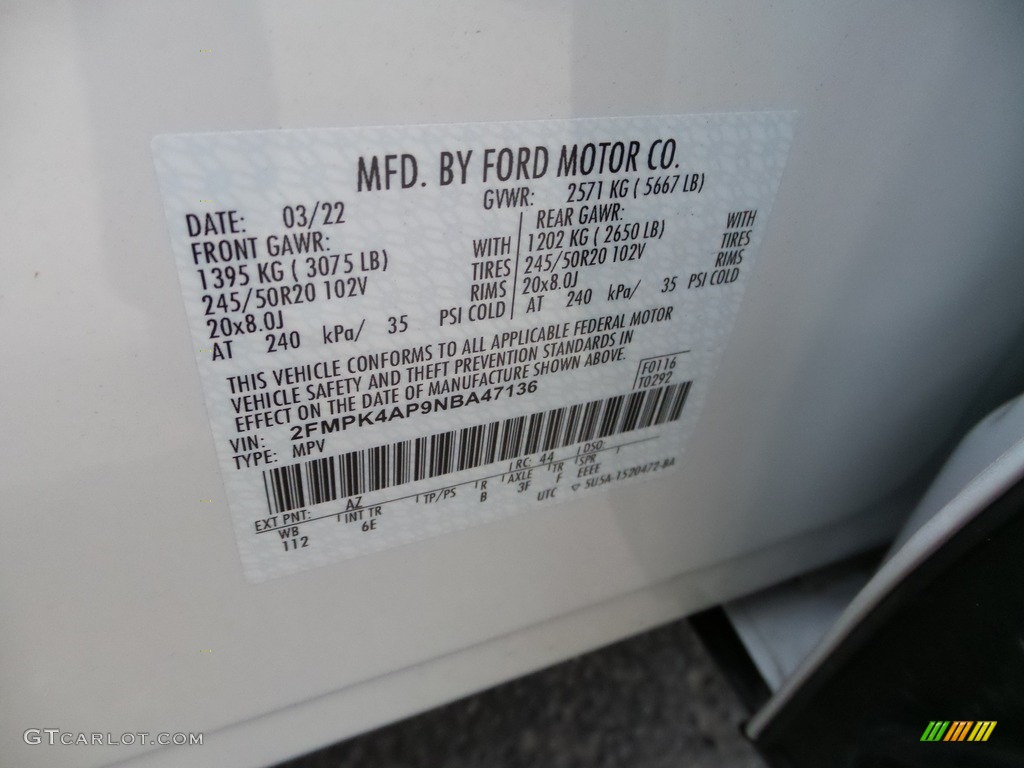 MFD. BY FORD MOTOR CO.
DATE: 03/22 GVWR: 2571 KG ( 5667 LB)
FRONT GAWR: REAR GAWR:
1395 KG ( 3075 LB) WITH 1202 KG ( 2650 LB) WITH
245/50R20 102V TIRES 245/50R20 102V TIRES
20x8.0J RIMS 20x8.0J RIMS
AT 240 kPa/ 35 PSI COLD AT 240 kPa/ 35 PSI COLD
THIS VEHICLE CONFORMS TO ALL APPLICABLE FEDERAL MOTOR
VEHICLE SAFETY AND THEFT PREVENTION STANDARDS IN
EFFECT ON THE DATE OF MANUFACTURE SHOWN ABOVE.
VIN: 2FMPK4AP9NBA47136 F0116
TYPE: MPV T0292
EXT PNT: AZ RC: 44 DSO:
WB INT TR TP/PS R AXLE TR SPR
112 6E B 3F F EEEE
UTC 5U5A-1520472-BA
GTCARLOT.COM